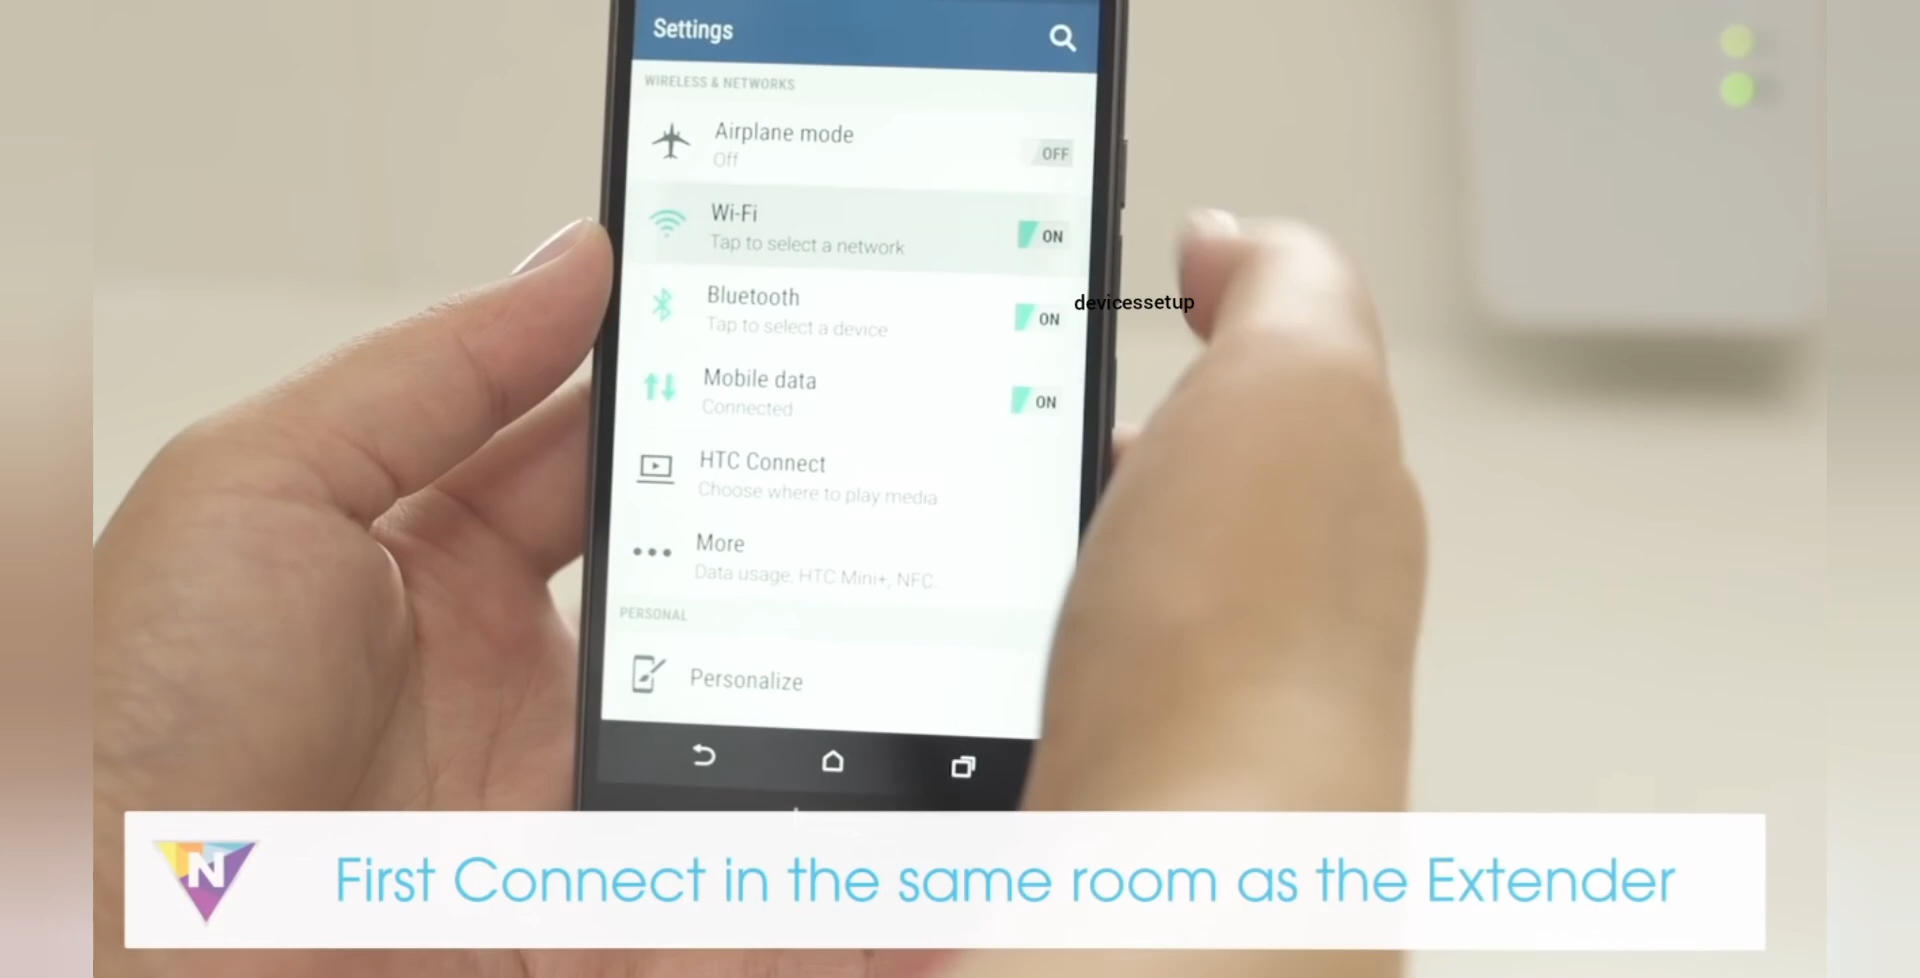 Settings
WIRELESS & NETWORKS
Airplane mode
Off
OFF
Wi-Fi
Tap to select a network
ON
Bluetooth
Tap to select a device
ON
devicessetup
Mobile data
Connected
ON
HTC Connect
Choose where to play media
More
Data usage, HTC Mini+, NFC..
PERSONAL
Personalize
N
First Connect in the same room as the Extender